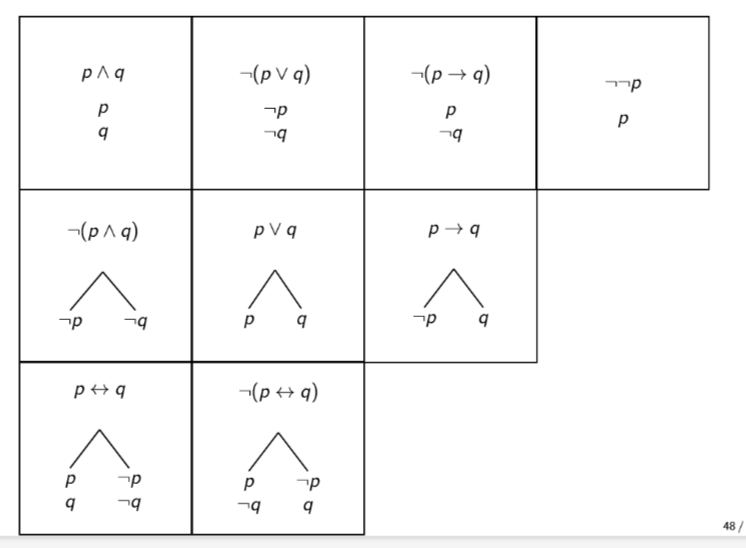 p ∧ q
p
q
¬(p ∨ q)
¬p
¬q
¬(p → q)
p
¬q
¬¬p
p
¬(p ∧ q)
¬p ¬q
p ∨ q
p q
p → q
¬p q
p ↔ q
p ¬p
q ¬q
¬(p ↔ q)
p ¬p
¬q q
48 /